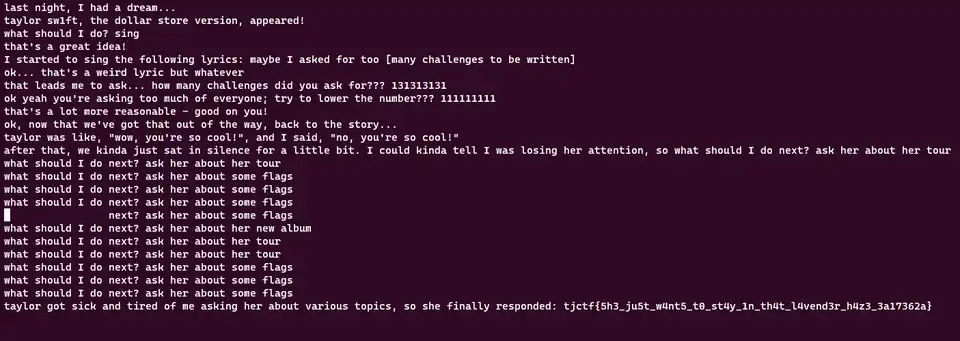 last night, I had a dream...
taylor sw1ft, the dollar store version, appeared!
what should I do? sing
that's a great idea!
I started to sing the following lyrics: maybe I asked for too [many challenges to be written]
ok... that's a weird lyric but whatever
that leads me to ask... how many challenges did you ask for??? 131313131
ok yeah you're asking too much of everyone; try to lower the number??? 111111111
that's a lot more reasonable - good on you!
ok, now that we've got that out of the way, back to the story...
taylor was like, "wow, you're so cool!", and I said, "no, you're so cool!"
after that, we kinda just sat in silence for a little bit. I could kinda tell I was losing her attention, so what should I do next? ask her about her tour
what should I do next? ask her about her tour
what should I do next? ask her about some flags
what should I do next? ask her about some flags
what should I do next? ask her about some flags
next? ask her about some flags
what should I do next? ask her about her new album
what should I do next? ask her about her tour
what should I do next? ask her about her tour
what should I do next? ask her about some flags
what should I do next? ask her about some flags
what should I do next? ask her about some flags
taylor got sick and tired of me asking her about various topics, so she finally responded: tjctf{5h3_ju5t_w4nt5_t0_st4y_1n_th4t_l4vend3r_h4z3_3a17362a}